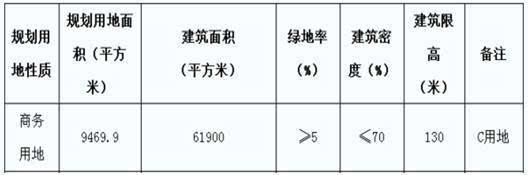 规划用地性质 规划用地面积（平方米） 建筑面积（平方米） 绿地率（%） 建筑密度（%） 建筑限高（米） 备注
商务用地 9469.9 61900 ≥5 ≤70 130 C用地